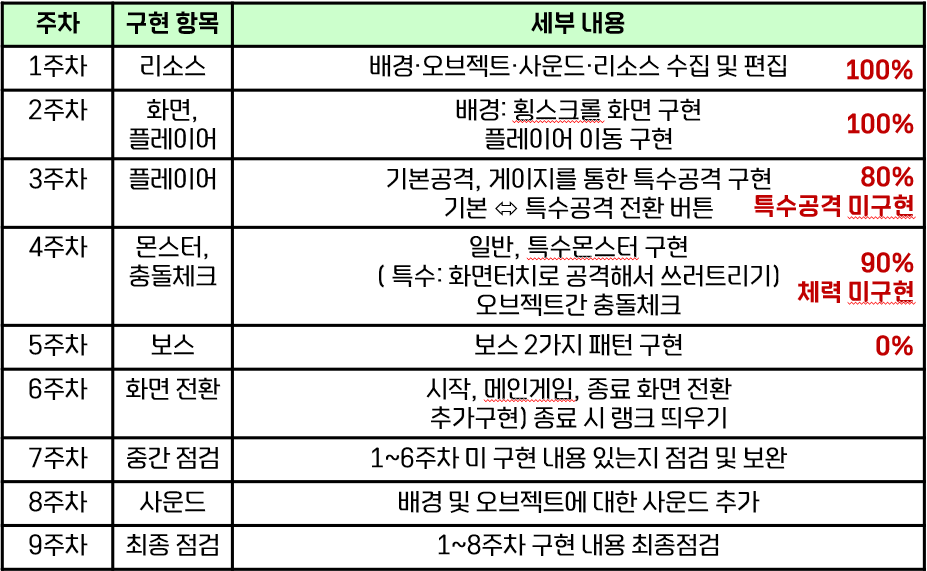 주차 구현 항목 세부 내용
1주차 리소스 배경·오브젝트·사운드·리소스 수집 및 편집 100%
2주차 화면, 플레이어 배경: 횡스크롤 화면 구현
플레이어 이동 구현 100%
3주차 플레이어 기본공격, 게이지를 통한 특수공격 구현 80%
기본 ⇔ 특수공격 전환 버튼 특수공격 미구현
4주차 몬스터, 충돌체크 일반, 특수몬스터 구현
( 특수: 화면터치로 공격해서 쓰러트리기) 90%
오브젝트간 충돌체크 체력 미구현
5주차 보스 보스 2가지 패턴 구현 0%
6주차 화면 전환 시작, 메인게임, 종료 화면 전환
추가구현) 종료 시 랭크 띄우기
7주차 중간 점검 1~6주차 미 구현 내용 있는지 점검 및 보완
8주차 사운드 배경 및 오브젝트에 대한 사운드 추가
9주차 최종 점검 1~8주차 구현 내용 최종점검